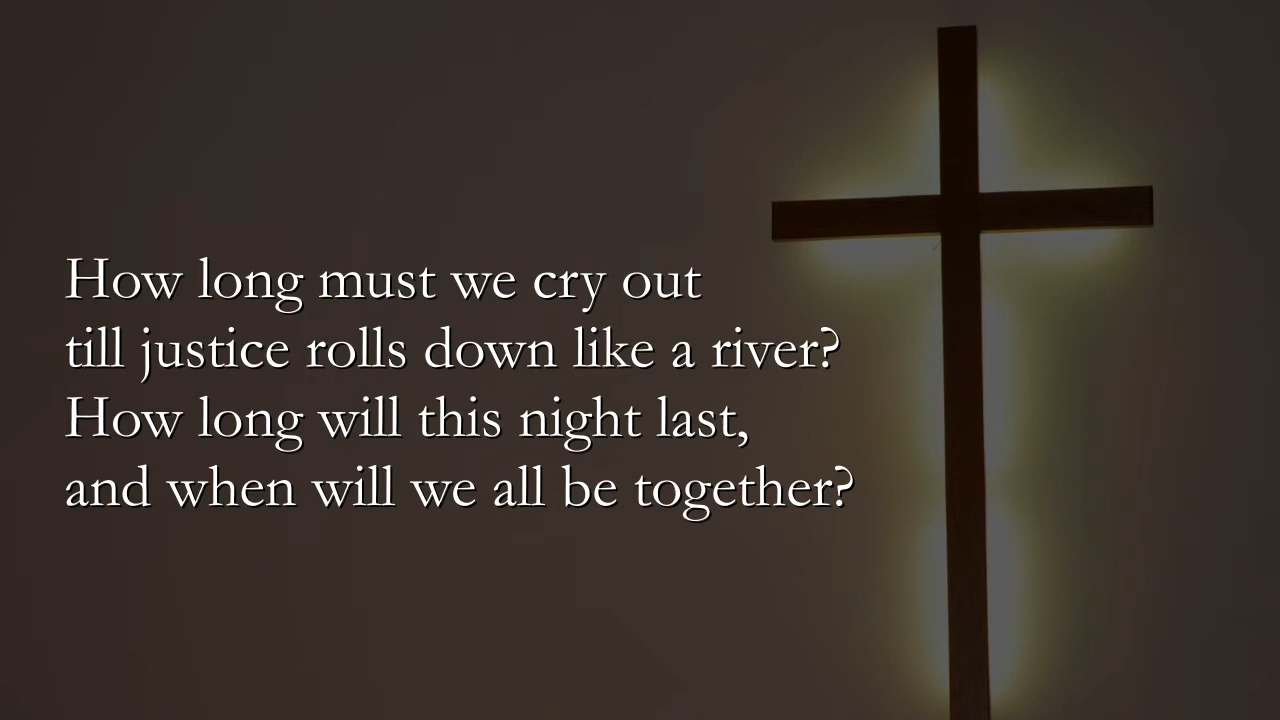 How long must we cry out
till justice rolls down like a river?
How long will this night last,
and when will we all be together?